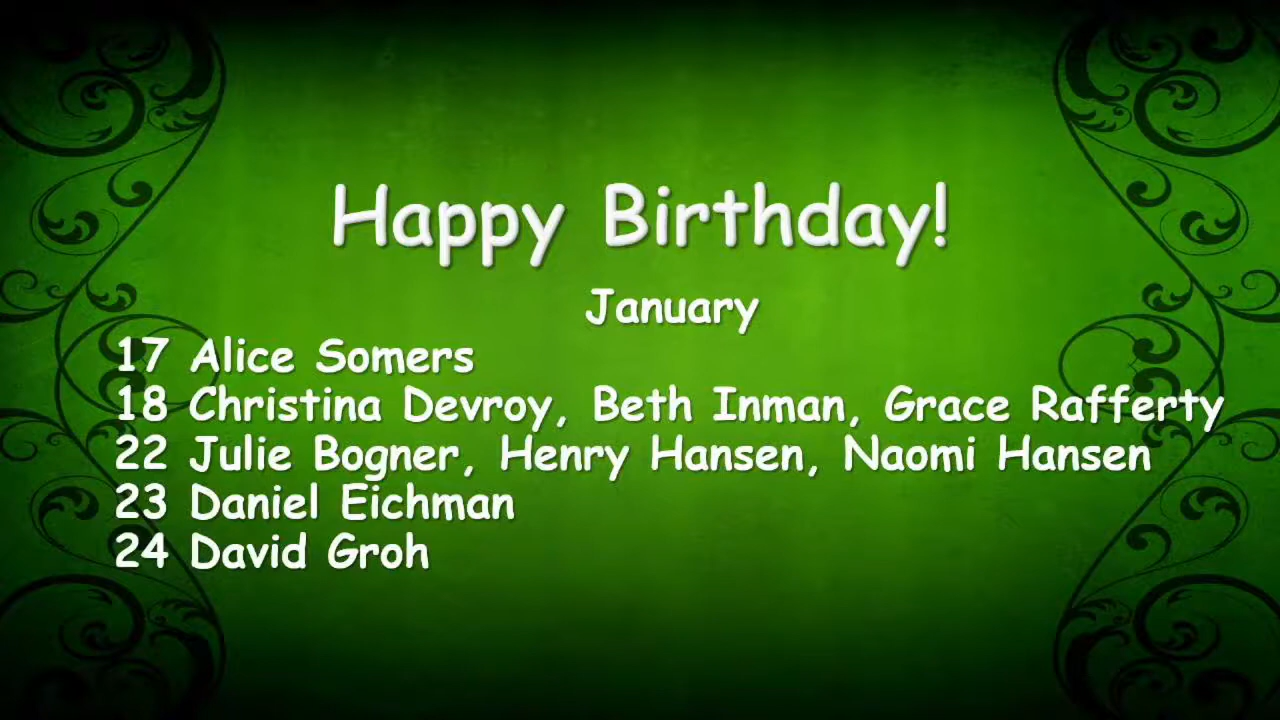 Happy Birthday!
January
17 Alice Somers
18 Christina Devroy, Beth Inman, Grace Rafferty
22 Julie Bogner, Henry Hansen, Naomi Hansen
23 Daniel Eichman
24 David Groh